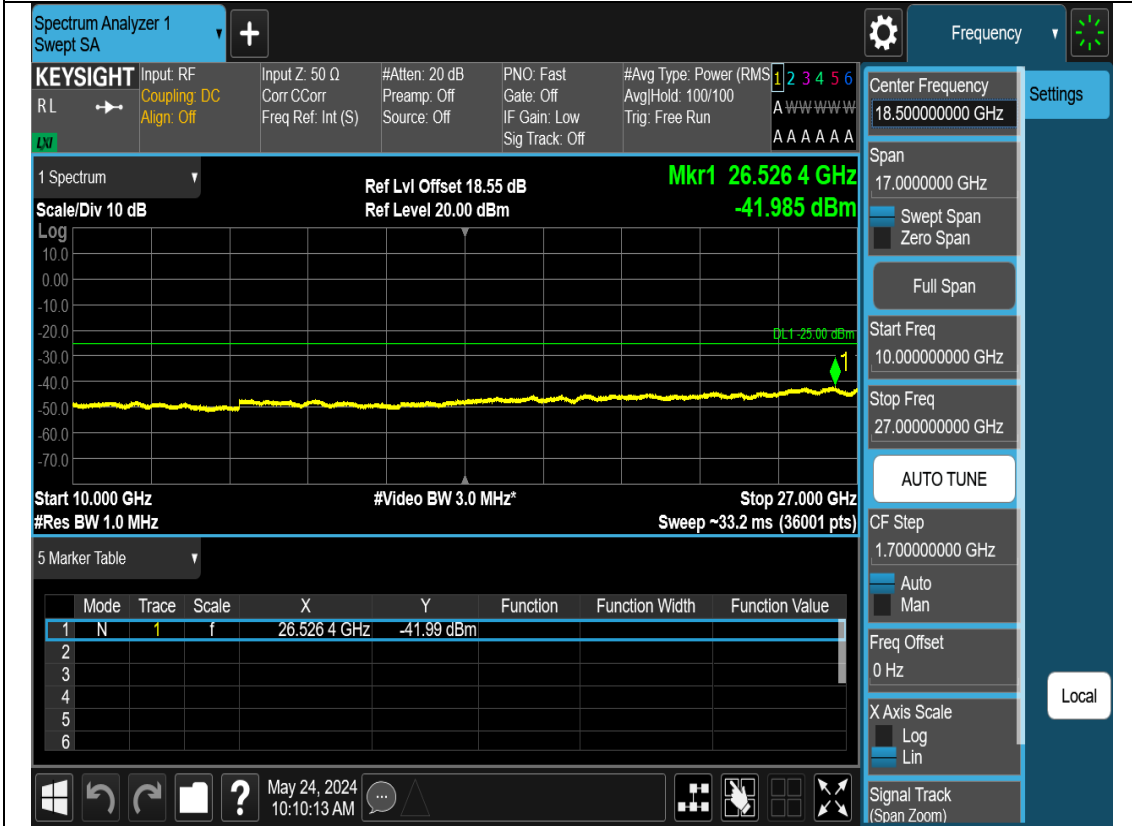 Spectrum Analyzer 1
Swept SA
+
Frequency
KEYSIGHT
RL
LXI
Input: RF
Coupling: DC
Align: Off
Input Z: 50 Ω
Corr CCorr
Freq Ref: Int (S)
#Atten: 20 dB
Preamp: Off
Source: Off
PNO: Fast
Gate: Off
IF Gain: Low
Sig Track: Off
#Avg Type: Power (RMS
Avg|Hold: 100/100
Trig: Free Run
1 2 3 4 5 6
A W W W W W
A A A A A A
Center Frequency
18.500000000 GHz
Settings
Span
17.0000000 GHz
Swept Span
Zero Span
Full Span
Start Freq
10.000000000 GHz
Stop Freq
27.000000000 GHz
AUTO TUNE
CF Step
1.700000000 GHz
Auto
Man
Freq Offset
0 Hz
X Axis Scale
Log
Lin
Signal Track
(Span Zoom)
Local
1 Spectrum
Scale/Div 10 dB
Ref Lvl Offset 18.55 dB
Ref Level 20.00 dBm
Mkr1 26.526 4 GHz
-41.985 dBm
Log
10.0
0.00
-10.0
-20.0
-30.0
-40.0
-50.0
-60.0
-70.0
DL1 -25.00 dBm
1
Start 10.000 GHz
#Video BW 3.0 MHz*
Stop 27.000 GHz
#Res BW 1.0 MHz
Sweep ~33.2 ms (36001 pts)
5 Marker Table
Mode Trace Scale X Y Function Function Width Function Value
1 N 1 f 26.526 4 GHz -41.99 dBm
2
3
4
5
6
?
May 24, 2024
10:10:13 AM